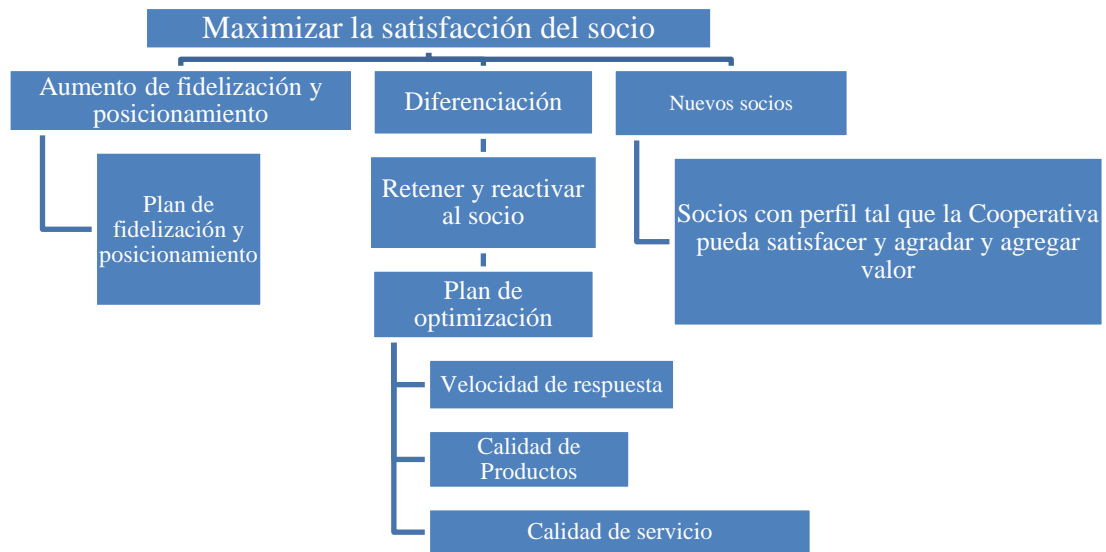 Maximizar la satisfacción del socio
Aumento de fidelización y
posicionamiento
Diferenciación
Nuevos socios
Plan de
fidelización y
posicionamiento
Retener y reactivar
al socio
Socios con perfil tal que la Cooperativa
pueda satisfacer y agradar y agregar
valor
Plan de
optimización
Velocidad de respuesta
Calidad de
Productos
Calidad de servicio